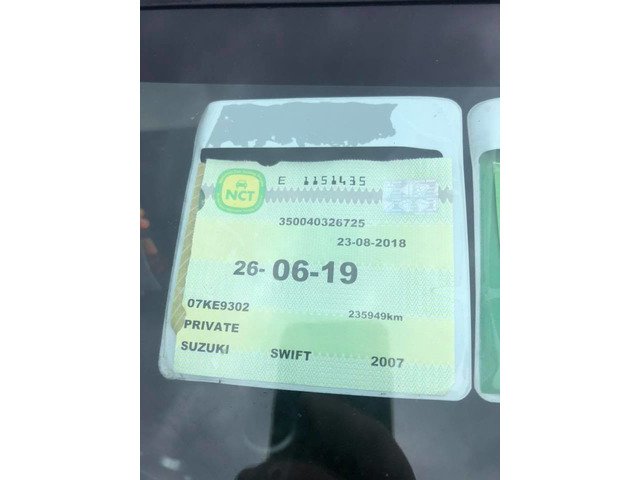 E 1151435
NCT
350040326725
23-08-2018
26- 06-19
07KE9302
235949km
PRIVATE
SUZUKI SWIFT 2007